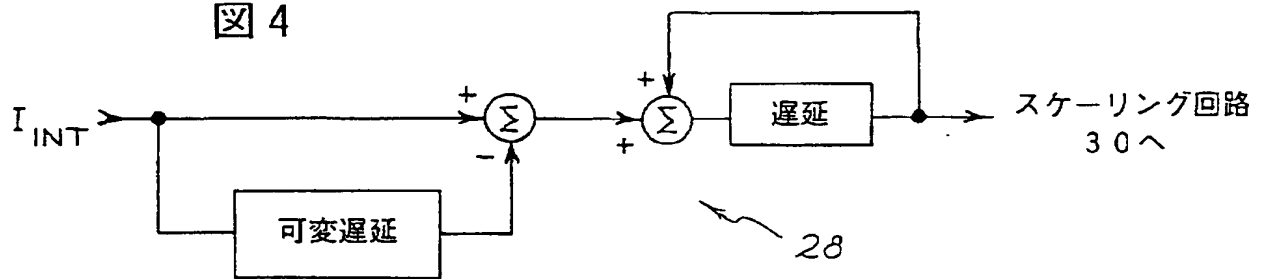 図 4
I INT
+
Σ
-
可変遅延
+
+
Σ
遅延
スケーリング回路
30へ
28